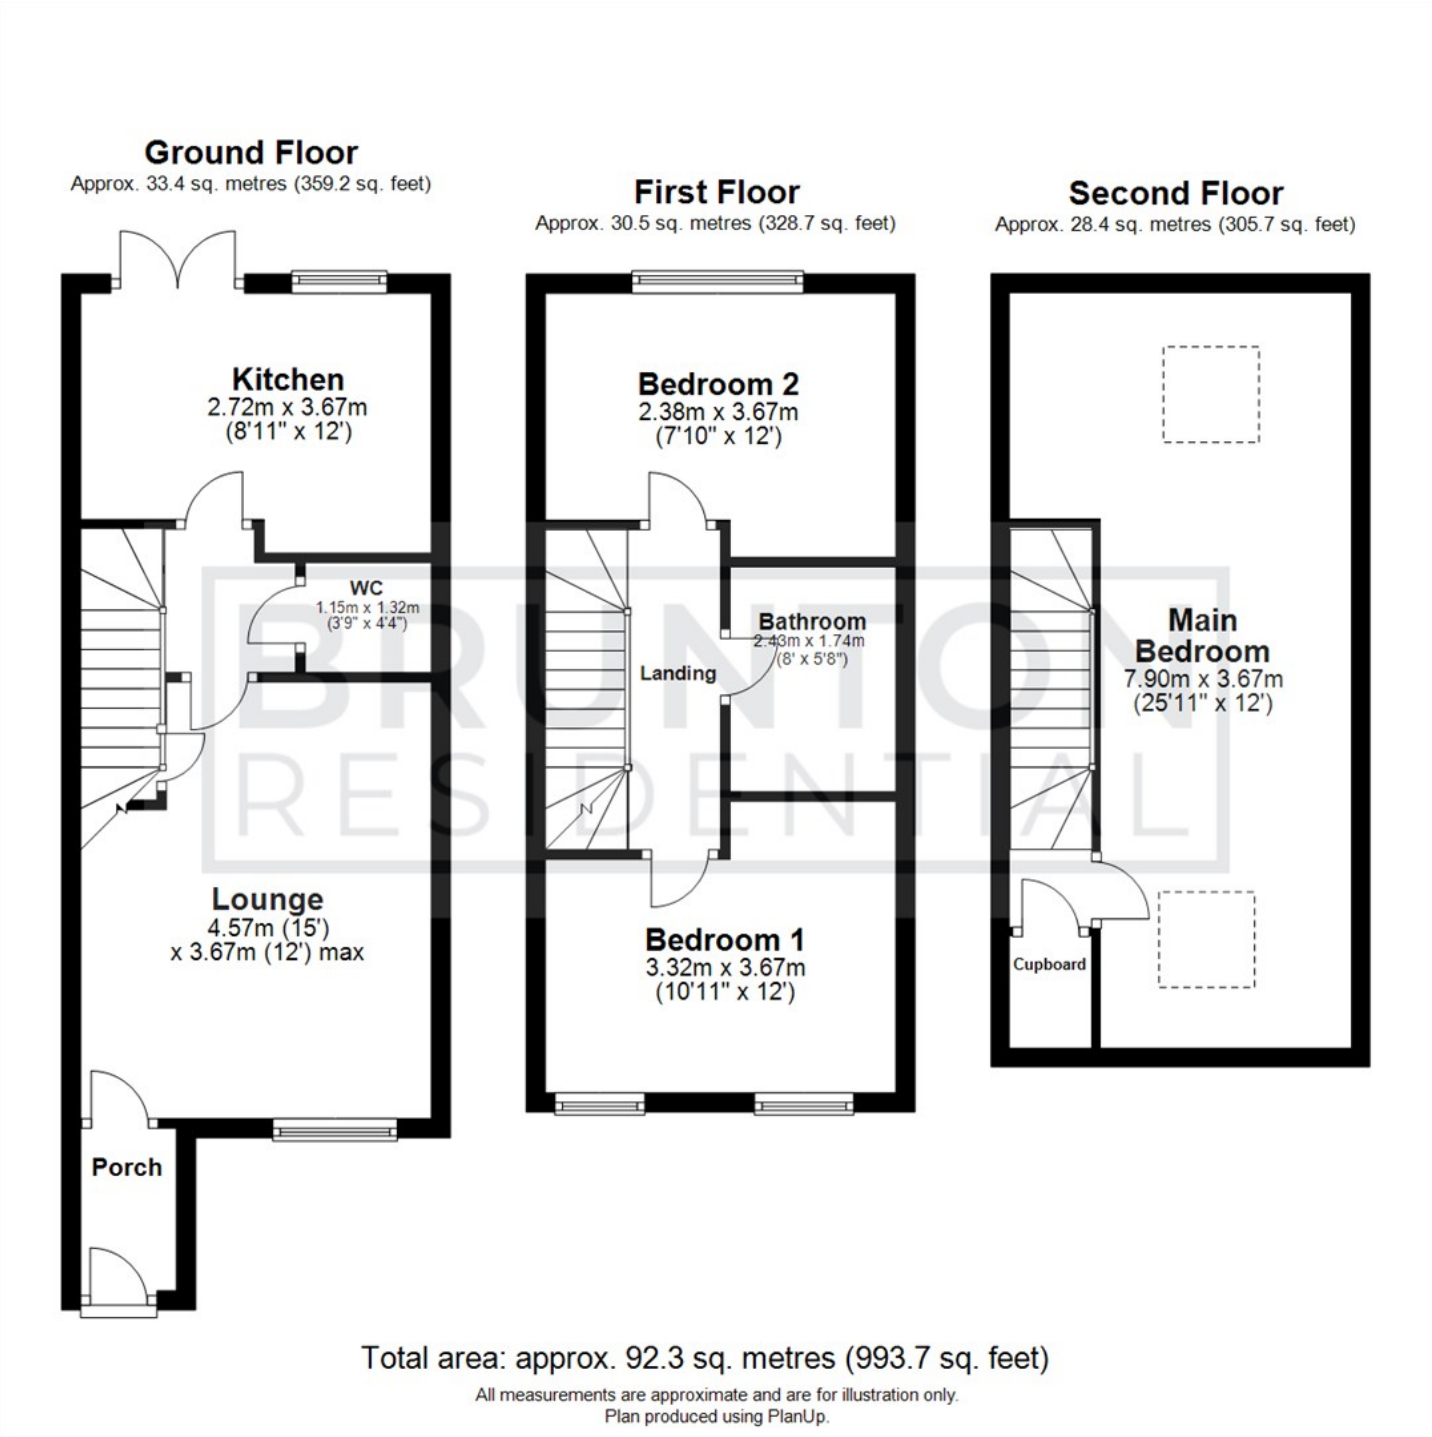 Ground Floor
Approx. 33.4 sq. metres (359.2 sq. feet)
Kitchen
2.72m x 3.67m
(8'11" x 12')
WC
1.15m x 1.32m
(3'9" x 4'4")
Lounge
4.57m (15')
x 3.67m (12') max
Porch
First Floor
Approx. 30.5 sq. metres (328.7 sq. feet)
Bedroom 2
2.38m x 3.67m
(7'10" x 12')
Bathroom
2.43m x 1.74m
(8' x 5'8")
Landing
Bedroom 1
3.32m x 3.67m
(10'11" x 12')
Second Floor
Approx. 28.4 sq. metres (305.7 sq. feet)
Main
Bedroom
7.90m x 3.67m
(25'11" x 12')
Cupboard
BRUNTON
RESIDENTIAL
Total area: approx. 92.3 sq. metres (993.7 sq. feet)
All measurements are approximate and are for illustration only.
Plan produced using PlanUp.